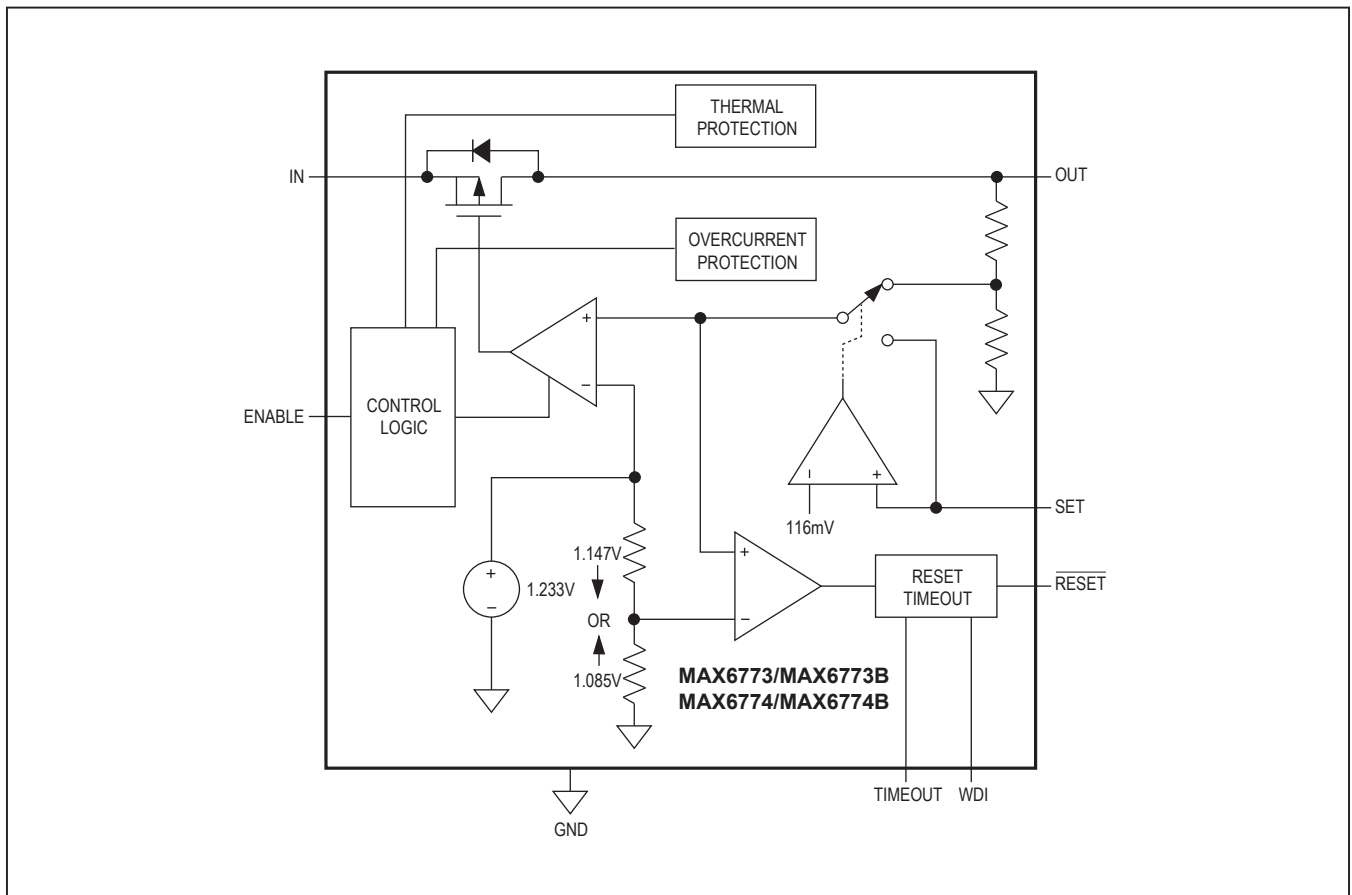 THERMAL
PROTECTION
IN
OUT
OVERCURRENT
PROTECTION
+
−
ENABLE
CONTROL
LOGIC
− +
116mV
SET
+
−
1.233V
1.147V
OR
1.085V
+
−
RESET
TIMEOUT
RESET
MAX6773/MAX6773B
MAX6774/MAX6774B
TIMEOUT WDI
GND